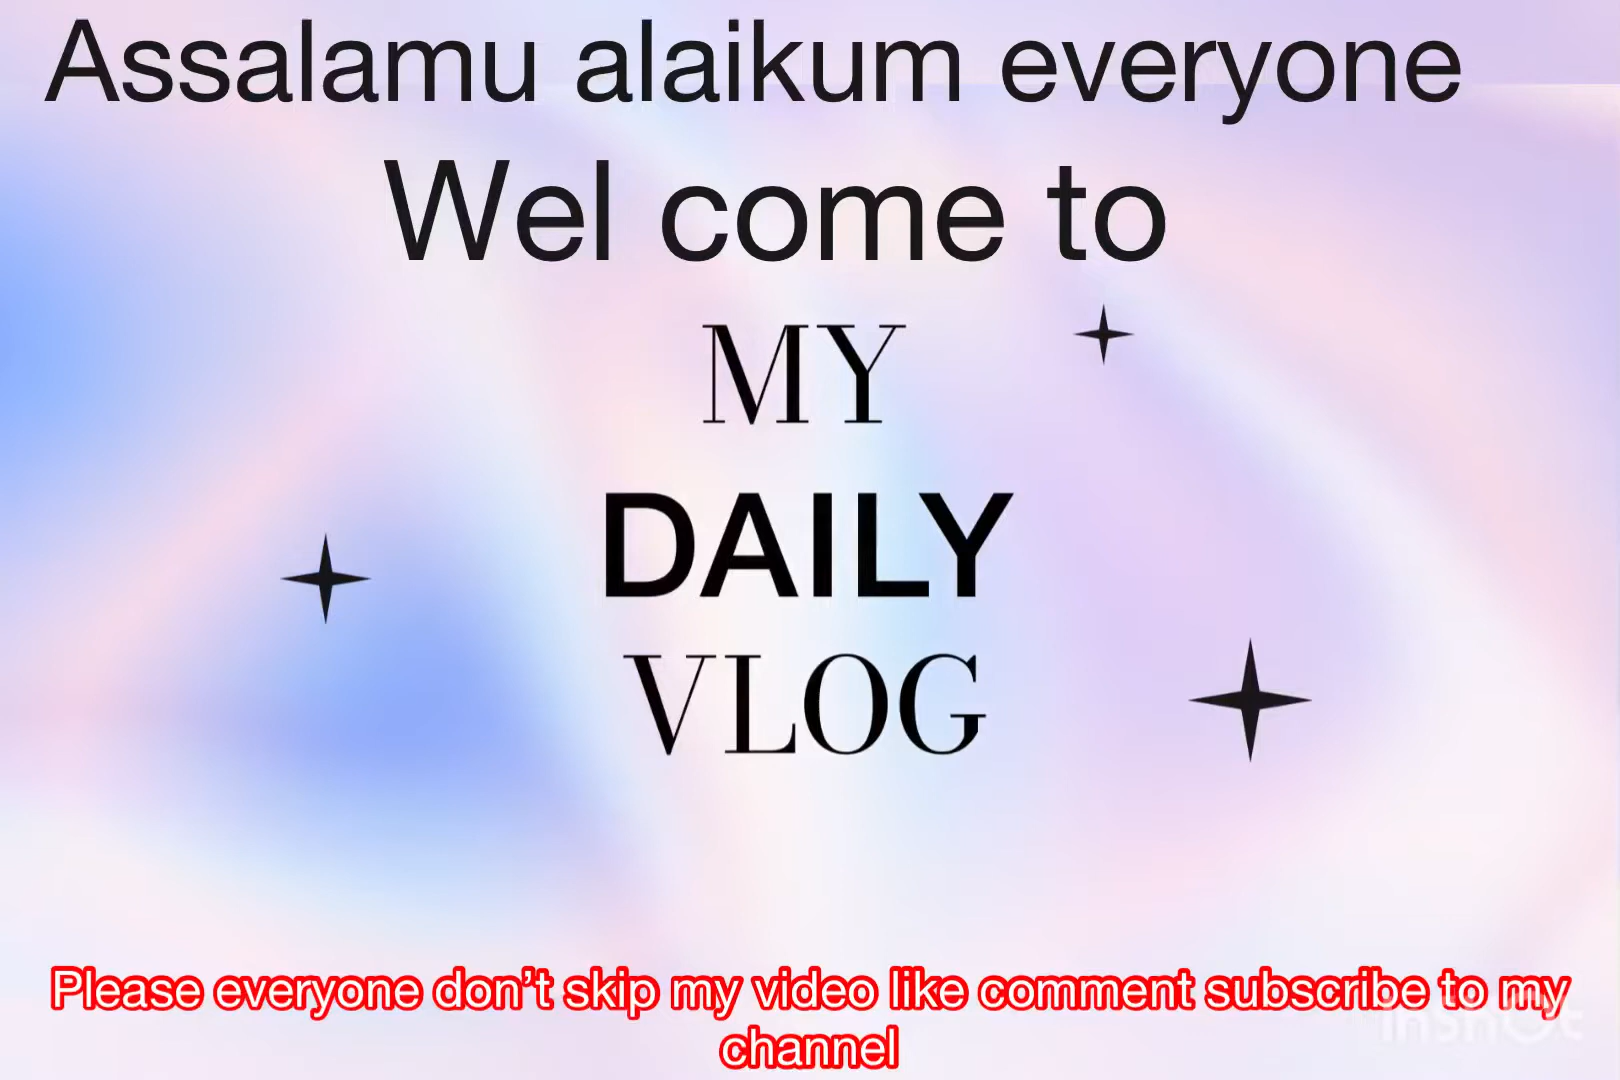 Assalamu alaikum everyone
Wel come to
MY
DAILY
VLOG
Please everyone don’t skip my video like comment subscribe to my
channel
InShOt